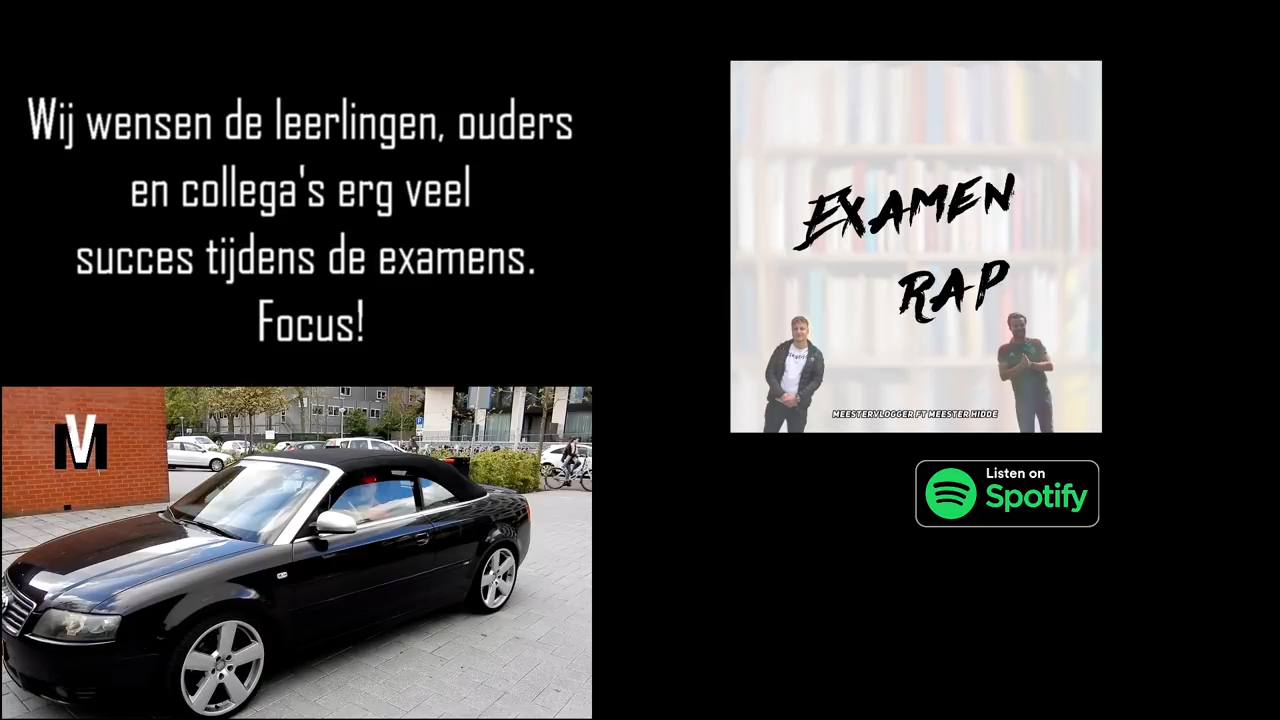 Wij wensen de leerlingen, ouders
en collega's erg veel
succes tijdens de examens.
Focus!
MV
EXAMEN
RAP
MEESTERVLOGGER FT MEESTER HIDDE
Listen on
Spotify